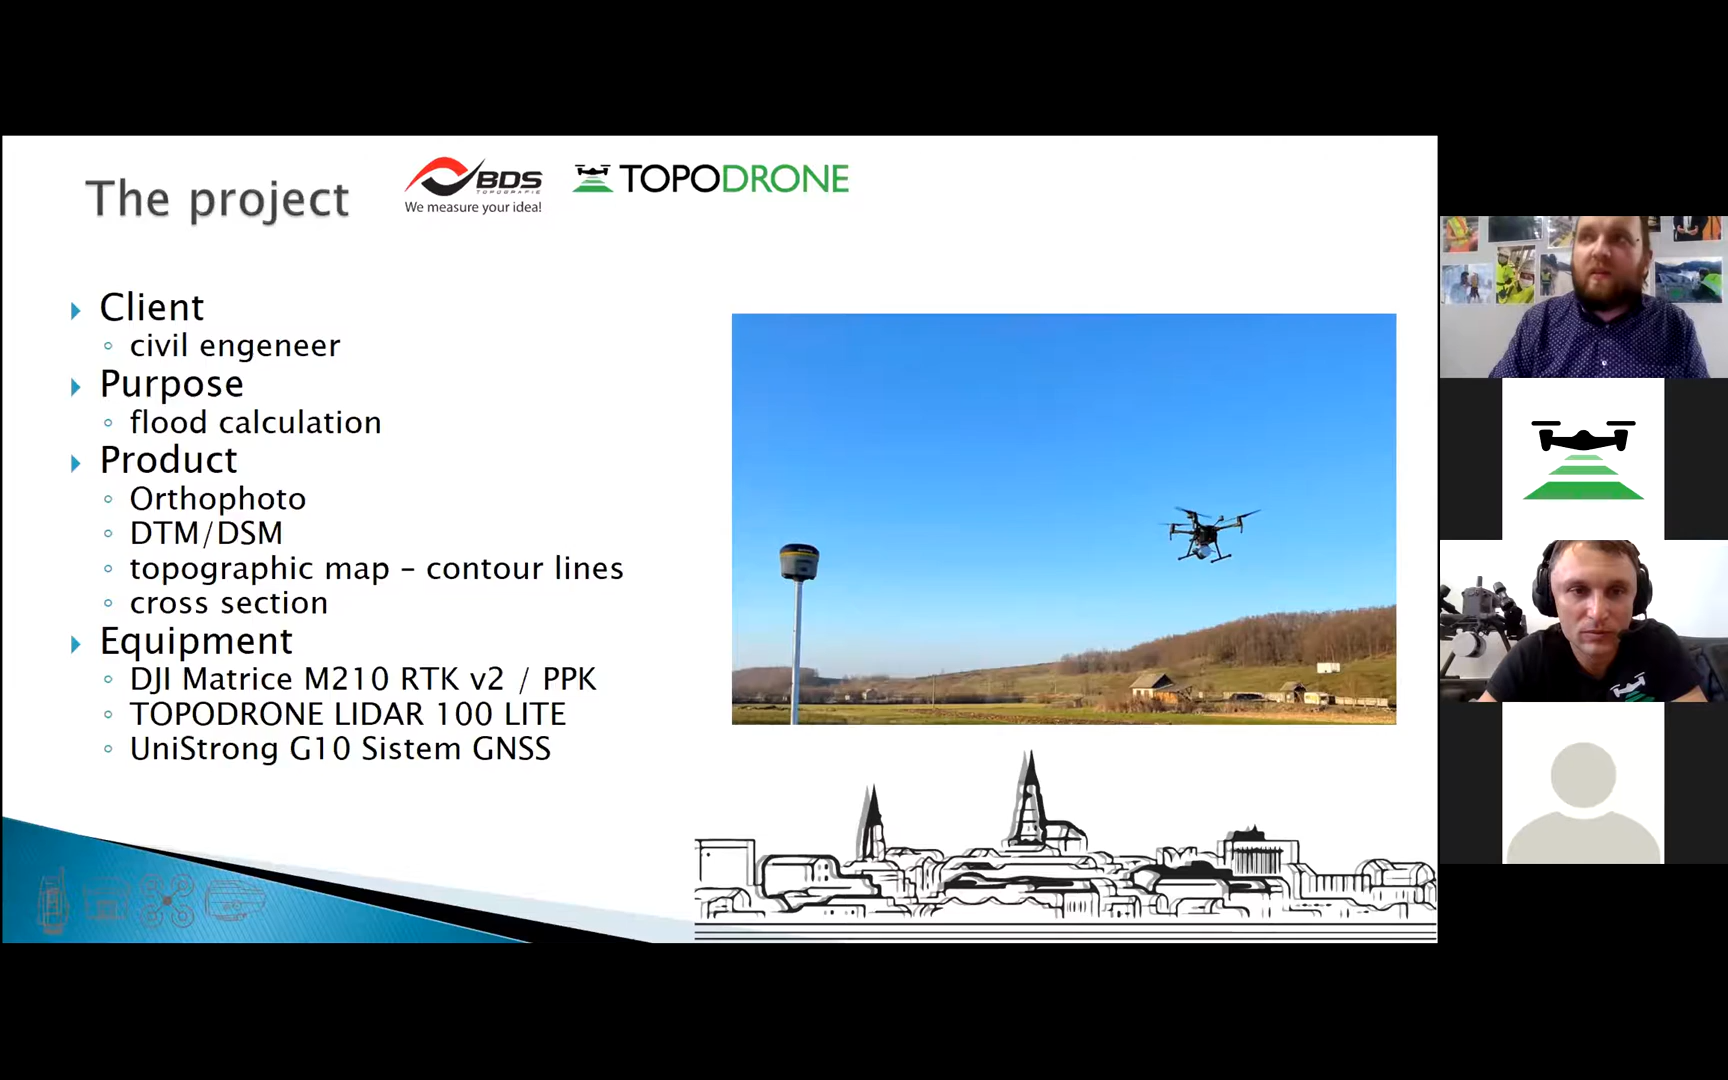 The project
BDS
TOPOGRAFIE
We measure your idea!
TOPODRONE
Client
civil engeneer
Purpose
flood calculation
Product
Orthophoto
DTM/DSM
topographic map – contour lines
cross section
Equipment
DJI Matrice M210 RTK v2 / PPK
TOPODRONE LIDAR 100 LITE
UniStrong G10 Sistem GNSS